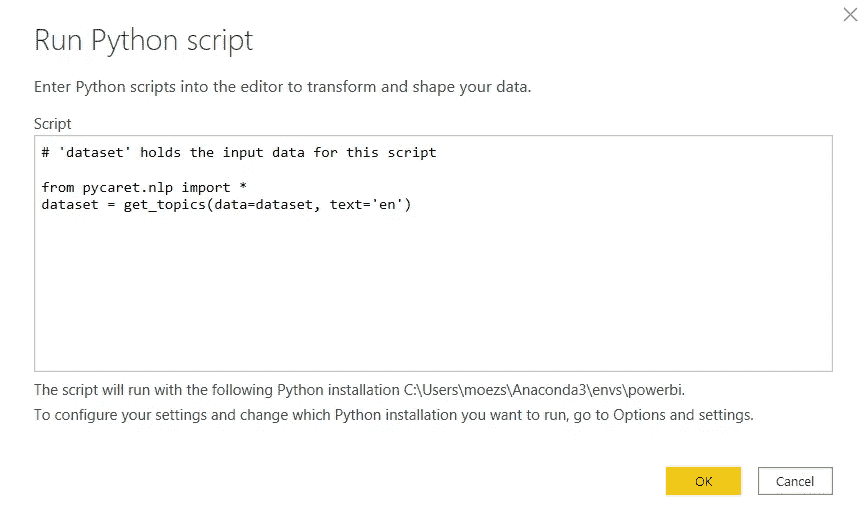 Run Python script
Enter Python scripts into the editor to transform and shape your data.
Script
# 'dataset' holds the input data for this script
from pycaret.nlp import *
dataset = get_topics(data=dataset, text='en')
The script will run with the following Python installation C:\Users\moezs\Anaconda3\envs\powerbi.
To configure your settings and change which Python installation you want to run, go to Options and settings.
OK
Cancel